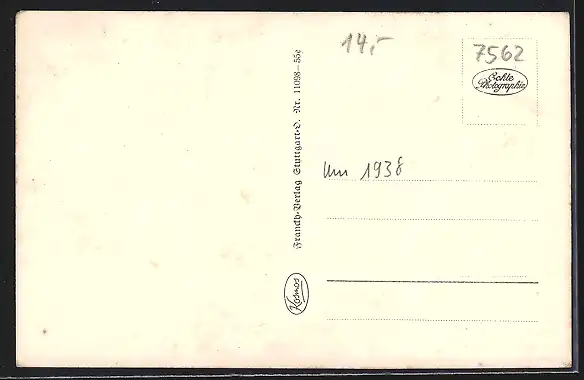 14,-
7562
Echte
Photographie
Franckh-Verlag Stuttgart-O. Nr. 11098–55c
um 1938
Kosmos